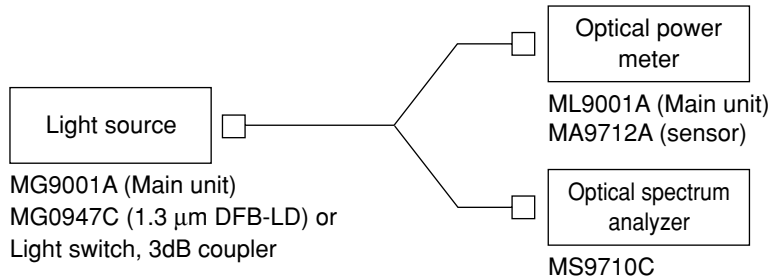 Optical power
meter
ML9001A (Main unit)
MA9712A (sensor)
Light source
MG9001A (Main unit)
MG0947C (1.3 μm DFB-LD) or
Light switch, 3dB coupler
Optical spectrum
analyzer
MS9710C